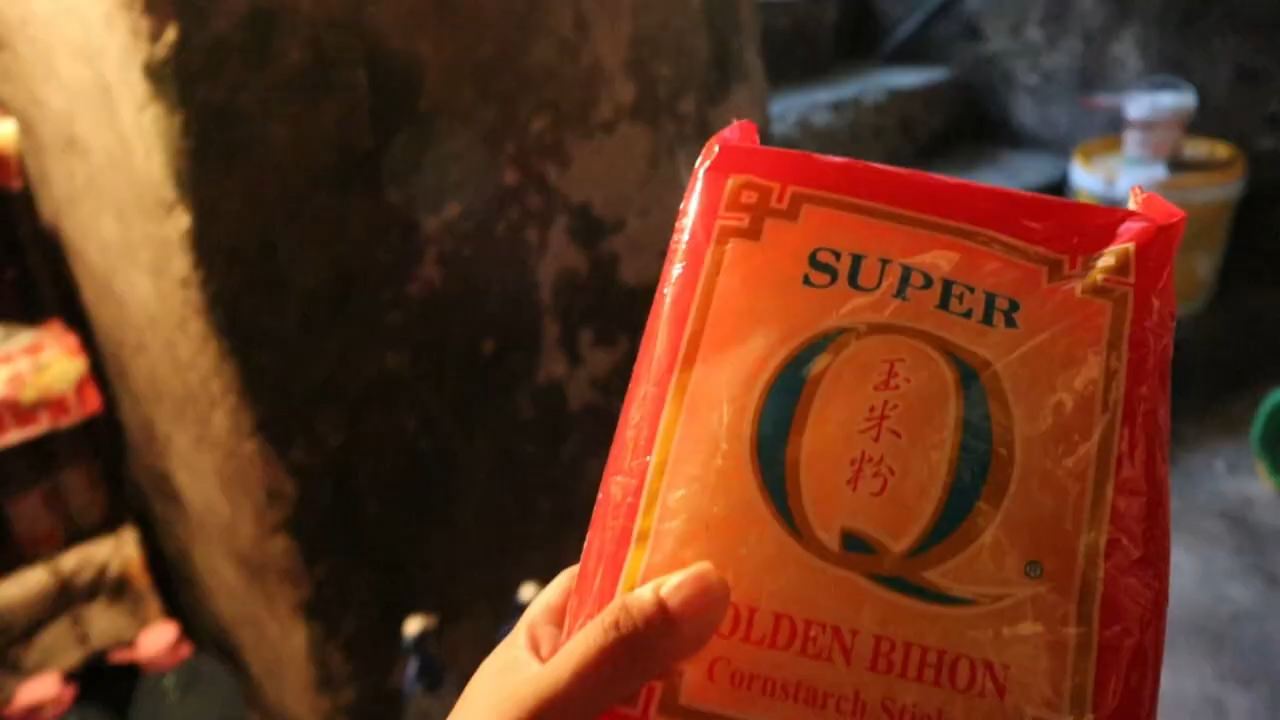 SUPER
Q
玉米粉
®
OLDEN BIHON
Cornstarch